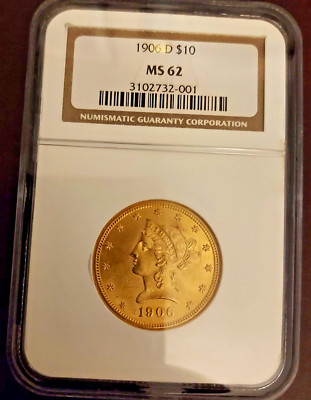 1906 D $10
MS 62
3102732-001
NUMISMATIC GUARANTY CORPORATION
1906